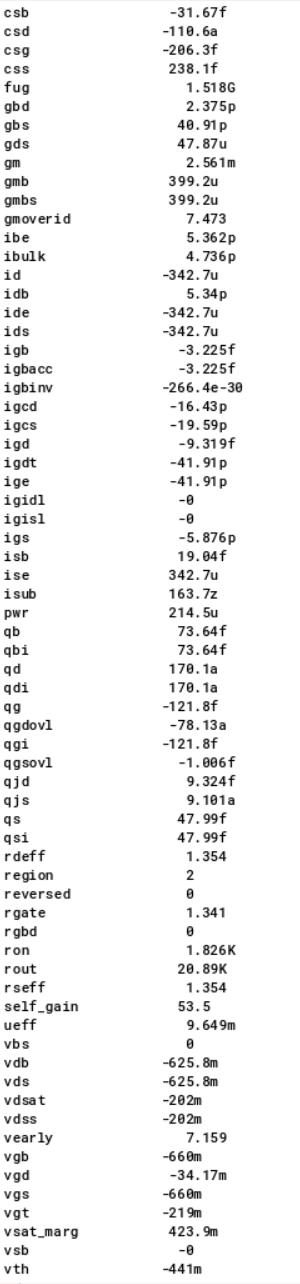 csb -31.67f
csd -110.6a
csg -206.3f
css 238.1f
fug 1.518G
gbd 2.375p
gbs 40.91p
gds 47.87u
gm 2.561m
gmb 399.2u
gmbs 399.2u
gmoverid 7.473
ibe 5.362p
ibulk 4.736p
id -342.7u
idb 5.34p
ide -342.7u
ids -342.7u
igb -3.225f
igbacc -3.225f
igbinv -266.4e-30
igcd -16.43p
igcs -19.59p
igd -9.319f
igdt -41.91p
ige -41.91p
igidl -0
igisl -0
igs -5.876p
isb 19.04f
ise 342.7u
isub 163.7z
pwr 214.5u
qb 73.64f
qbi 73.64f
qd 170.1a
qdi 170.1a
qg -121.8f
qgdovl -78.13a
qgi -121.8f
qgsovl -1.006f
qjd 9.324f
qjs 9.101a
qs 47.99f
qsi 47.99f
rdeff 1.354
region 2
reversed 0
rgate 1.341
rgbd 0
ron 1.826K
rout 20.89K
rseff 1.354
self_gain 53.5
ueff 9.649m
vbs 0
vdb -625.8m
vds -625.8m
vdsat -202m
vdss -202m
vearly 7.159
vgb -660m
vgd -34.17m
vgs -660m
vgt -219m
vsat_marg 423.9m
vsb -0
vth -441m